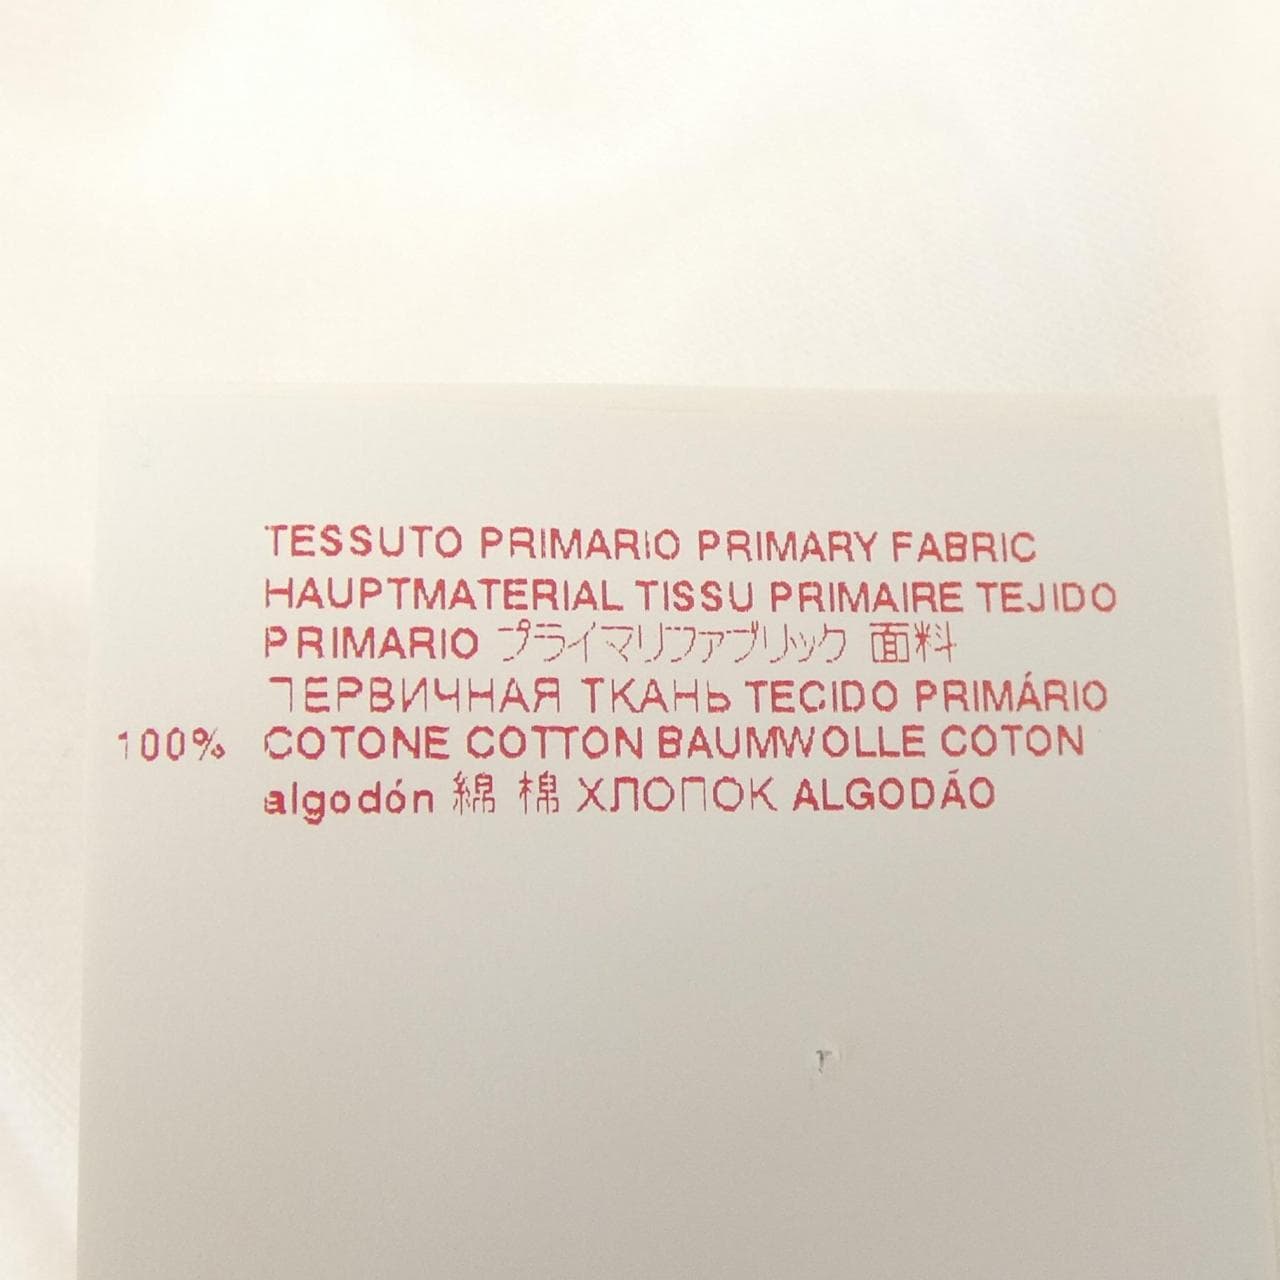 TESSUTO PRIMARIO PRIMARY FABRIC
HAUPTMATERIAL TISSU PRIMAIRE TEJIDO
PRIMARIO プライマリファブリック 面料
ПЕРВИЧНАЯ ТКАНЬ TECIDO PRIMÁRIO
100% COTONE COTTON BAUMWOLLE COTON
algodón 綿 棉 ХЛОПОК ALGODÃO